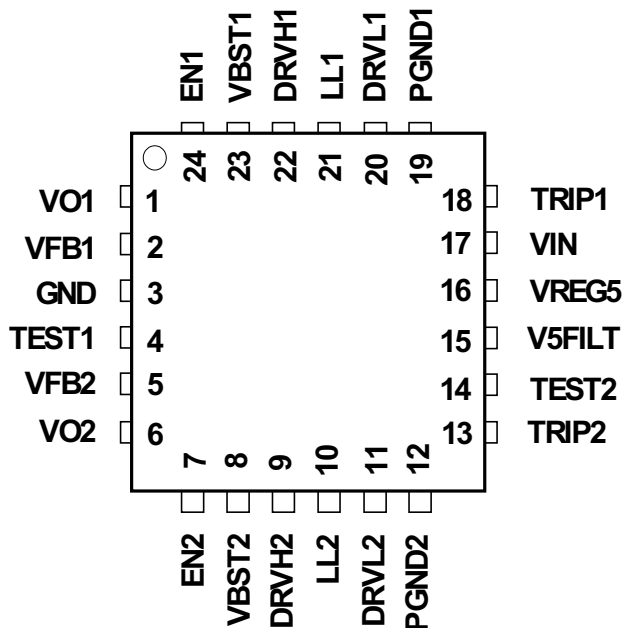 EN1 VBST1 DRVH1 LL1 DRVL1 PGND1
24 23 22 21 20 19
VO1 1 18 TRIP1
VFB1 2 17 VIN
GND 3 16 VREG5
TEST1 4 15 V5FILT
VFB2 5 14 TEST2
VO2 6 13 TRIP2
7 8 9 10 11 12
EN2 VBST2 DRVH2 LL2 DRVL2 PGND2